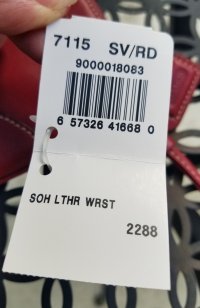 7115 SV/RD
9000018083
6 57326 41668 0
SOH LTHR WRST
2288